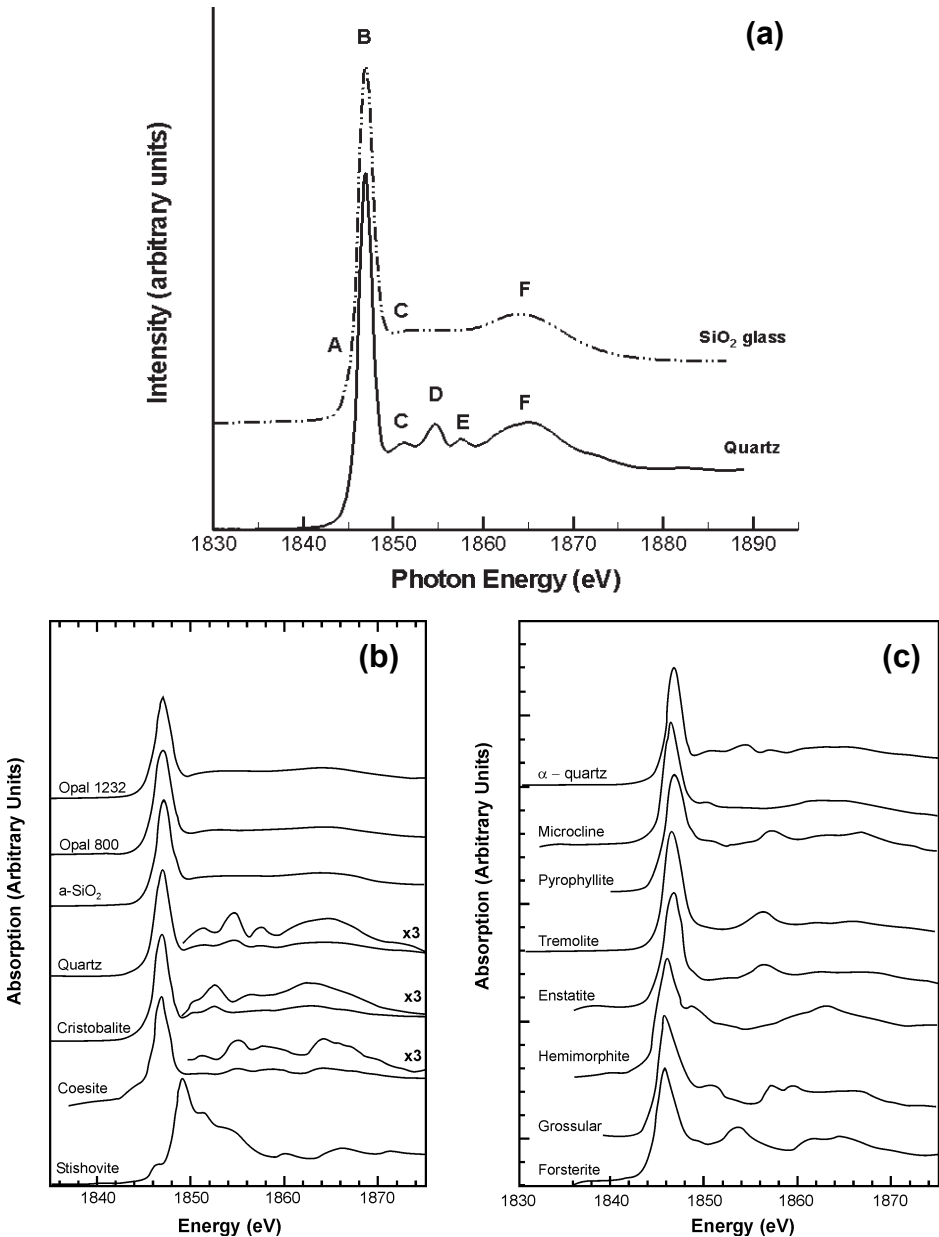 (a)
B
Intensity (arbitrary units)
A
C
F
SiO₂ glass
C
D
E
F
Quartz
1830 1840 1850 1860 1870 1880 1890
Photon Energy (eV)
(b)
Absorption (Arbitrary Units)
Opal 1232
Opal 800
a-SiO₂
x3
Quartz
x3
Cristobalite
x3
Coesite
Stishovite
1840 1850 1860 1870
Energy (eV)
(c)
Absorption (Arbitrary Units)
α – quartz
Microcline
Pyrophyllite
Tremolite
Enstatite
Hemimorphite
Grossular
Forsterite
1830 1840 1850 1860 1870
Energy (eV)